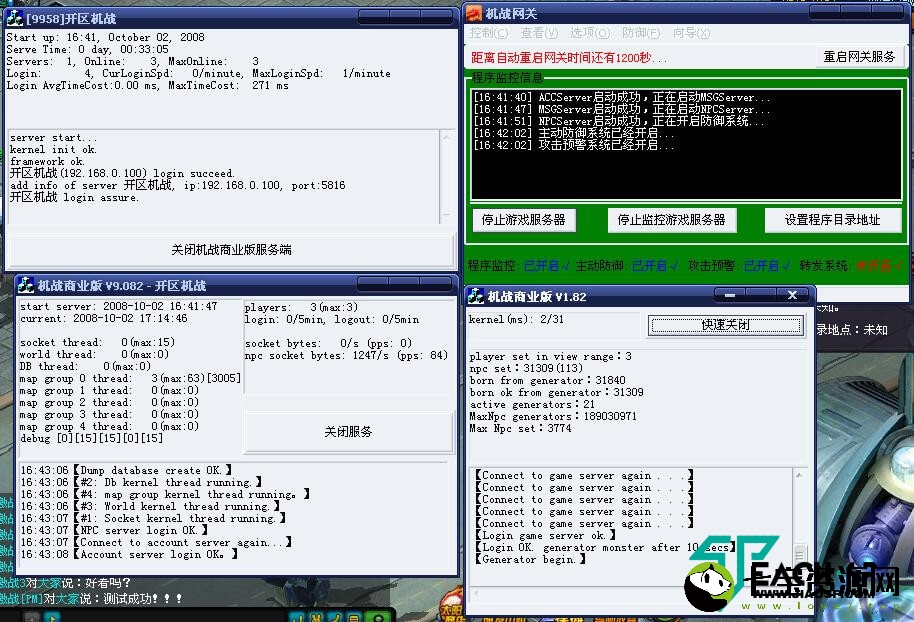 [9958]开区机战
Start up: 16:41, October 02, 2008
Serve Time: 0 day, 00:33:05
Servers: 1, Online: 3, MaxOnline: 3
Login: 4, CurLoginSpd: 0/minute, MaxLoginSpd: 1/minute
Login AvgTimeCost:0.00 ms, MaxTimeCost: 271 ms
server start...
kernel init ok.
framework ok.
开区机战(192.168.0.100) login succeed.
add info of server 开区机战, ip:192.168.0.100, port:5816
开区机战 login assure.
关闭机战商业版服务端
机战网关
控制(C) 查看(V) 选项(O) 防御(F) 向导(X)
距离自动重启网关时间还有1200秒...
重启网关服务
程序监控信息
[16:41:40] ACCServer启动成功，正在启动MSGServer...
[16:41:47] MSGServer启动成功，正在启动NPCServer...
[16:41:51] NPCServer启动成功，正在开启防御系统...
[16:42:02] 主动防御系统已经开启...
[16:42:02] 攻击预警系统已经开启...
停止游戏服务器 停止监控游戏服务器 设置程序目录地址
程序监控: 已开启√ 主动防御: 已开启√ 攻击预警: 已开启√ 转发系统:
机战商业版 V9.082 - 开区机战
start server: 2008-10-02 16:41:47
current: 2008-10-02 17:14:46
socket thread: 0(max:15)
world thread: 0(max:0)
DB thread: 0(max:0)
map group 0 thread: 3(max:63)[3005]
map group 1 thread: 0(max:0)
map group 2 thread: 0(max:0)
map group 3 thread: 0(max:0)
map group 4 thread: 0(max:0)
debug [0][15][15][0][15]
players: 3(max:3)
login: 0/5min, logout: 0/5min
socket bytes: 0/s (pps: 0)
npc socket bytes: 1247/s (pps: 84)
关闭服务
16:43:06【Dump database create OK.】
16:43:06【#2: Db kernel thread running.】
16:43:06【#4: map group kernel thread running。】
16:43:06【#3: World kernel thread running.】
16:43:07【#1: Socket kernel thread running.】
16:43:07【NPC server login OK.】
16:43:07【Connect to account server again...】
16:43:08【Account server login OK。】
机战商业版 V1.82
kernel(ms): 2/31
快速关闭
player set in view range：3
npc set：31309(113)
born from generator：31840
born ok from generator：31309
active generators：21
MaxNpc generators：189030971
Max Npc set：3774
【Connect to game server again . . .】
【Connect to game server again . . .】
【Connect to game server again . . .】
【Connect to game server again . . .】
【Connect to game server again . . .】
【Login game server ok.】
【Login OK. generator monster after 10 secs】
【Generator begin.】
录地点：未知
激战3对大家说：好看吗？
激战[PM]对大家说：测试成功！！！